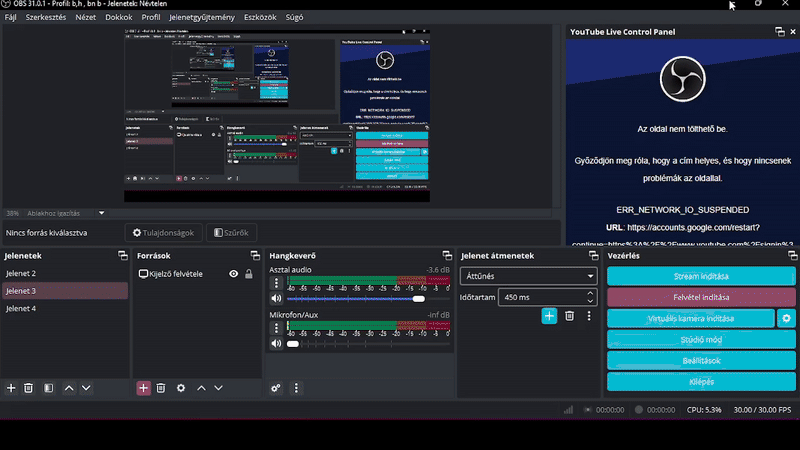 OBS 31.0.1 - Profil: b,h , bn b - Jelenetek: Névtelen
Fájl Szerkesztés Nézet Dokkok Profil Jelenetgyűjtemény Eszközök Súgó
YouTube Live Control Panel
Az oldal nem tölthető be.
Győződjön meg róla, hogy a cím helyes, és hogy nincsenek
problémák az oldallal.
ERR_NETWORK_IO_SUSPENDED
URL: https://accounts.google.com/restart?
continue=https%3A%2F%2Fwww.youtube.com%2Fsignin%3
38% Ablakhoz igazítás
Nincs forrás kiválasztva Tulajdonságok Szűrők
Jelenetek
Jelenet 2
Jelenet 3
Jelenet 4
Források
Kijelző felvétele
Hangkeverő
Asztal audio -3.6 dB
-60 -55 -50 -45 -40 -35 -30 -25 -20 -15 -10 -5 0
Mikrofon/Aux -inf dB
-60 -55 -50 -45 -40 -35 -30 -25 -20 -15 -10 -5 0
Jelenet átmenetek
Áttűnés
Időtartam 450 ms
Vezérlés
Stream indítása
Felvétel indítása
Virtuális kamera indítása
Stúdió mód
Beállítások
Kilépés
00:00:00 00:00:00 CPU: 5.3% 30.00 / 30.00 FPS